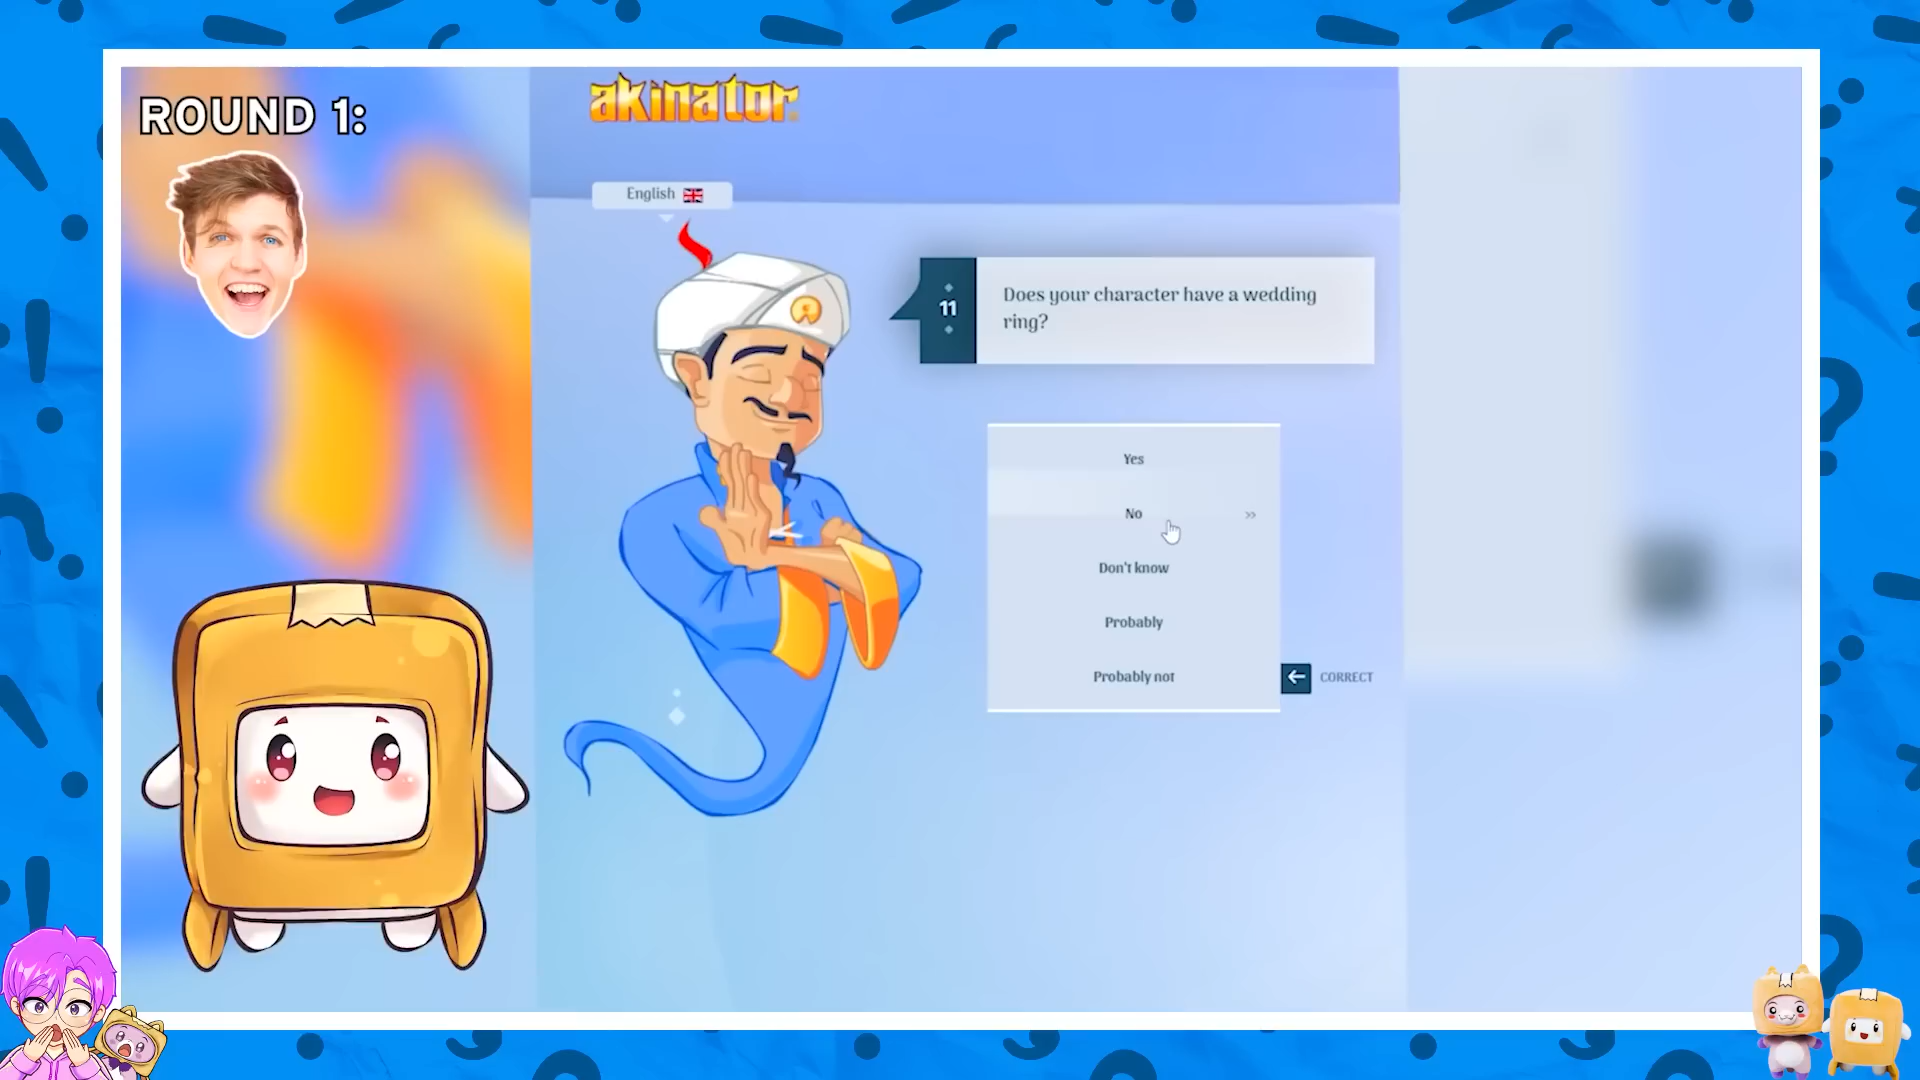 ROUND 1:
akinator
English
11
Does your character have a wedding
ring?
Yes
No
Don't know
Probably
Probably not
CORRECT